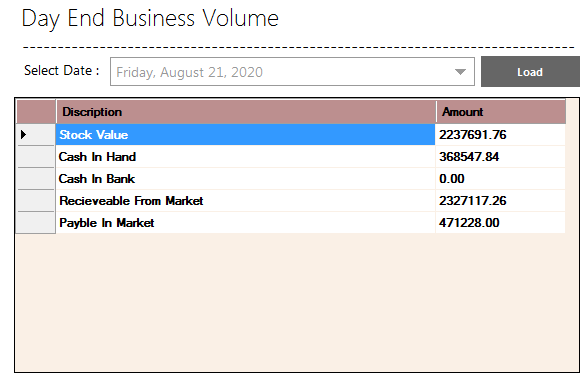 Day End Business Volume
Select Date : Friday, August 21, 2020 Load
Discription Amount
Stock Value 2237691.76
Cash In Hand 368547.84
Cash In Bank 0.00
Recieveable From Market 2327117.26
Payble In Market 471228.00